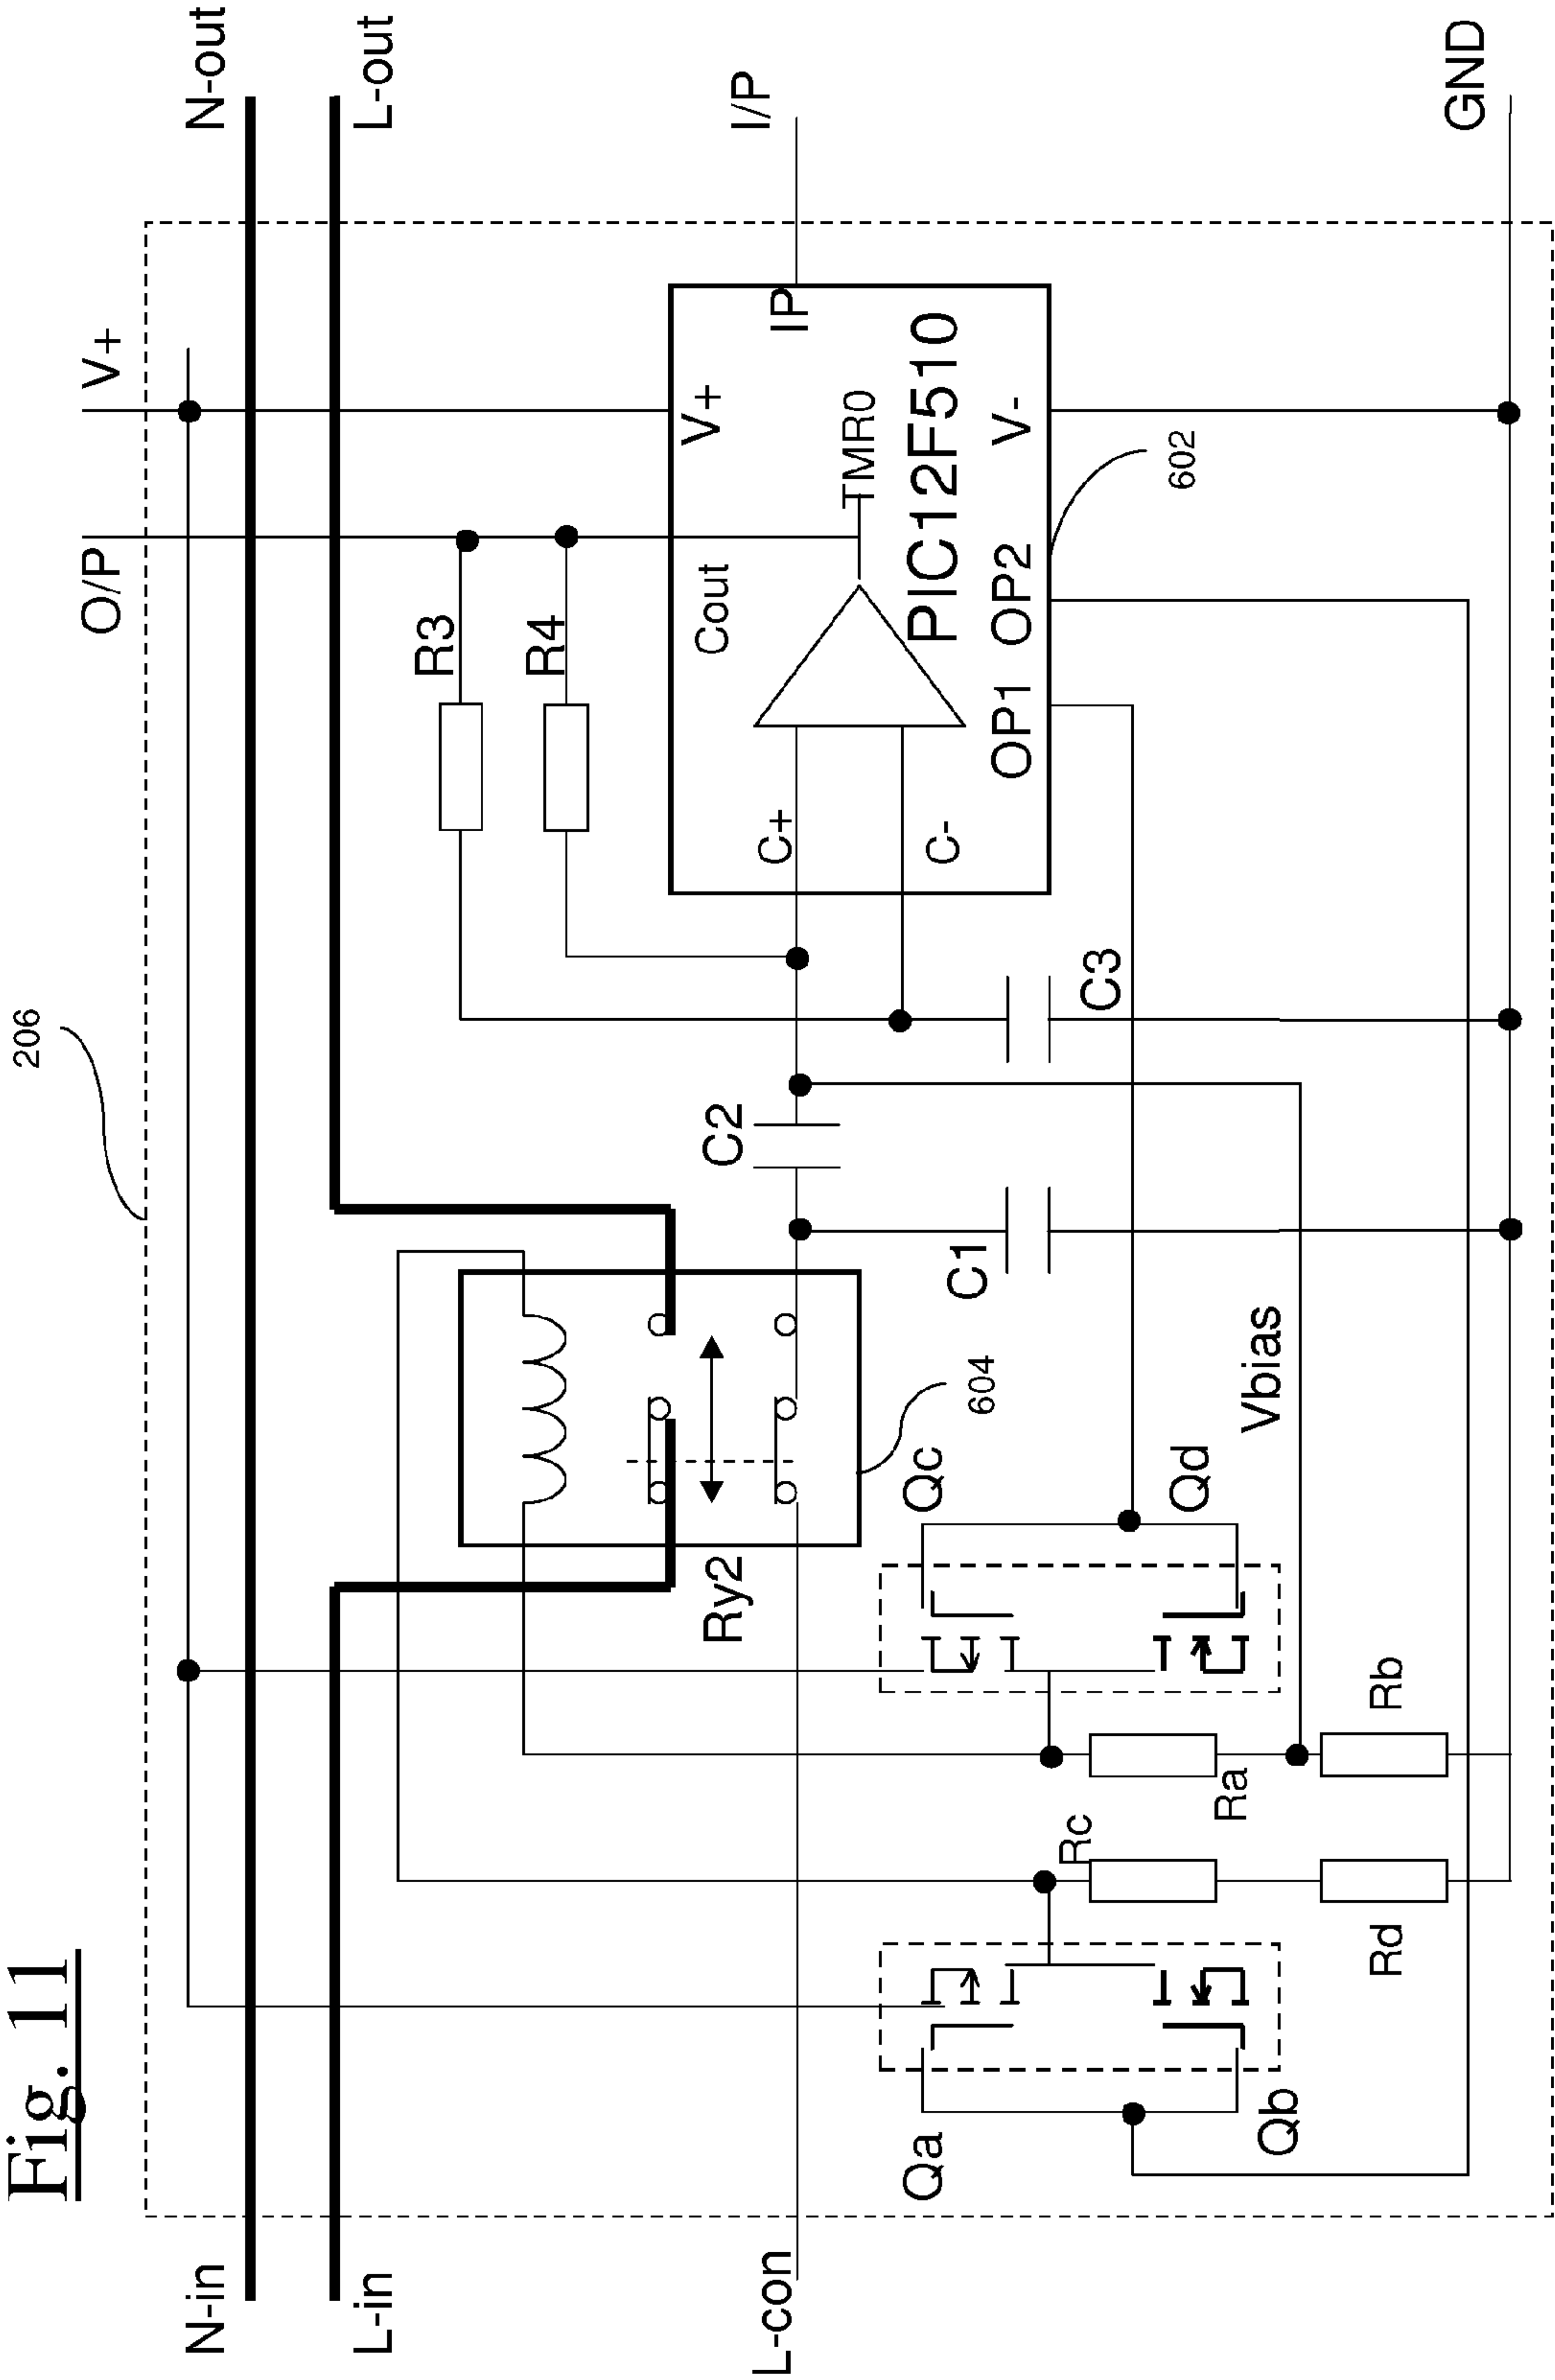 Fig. 11
206
N-in
N-out
L-in
L-out
L-con
O/P
V+
I/P
GND
R3
R4
V+
IP
Cout
TMR0
C+
C-
PIC12F510
OP1
OP2
V-
602
C2
C3
C1
Ry2
604
Vbias
Qc
Qd
Qa
Qb
Ra
Rb
Rc
Rd